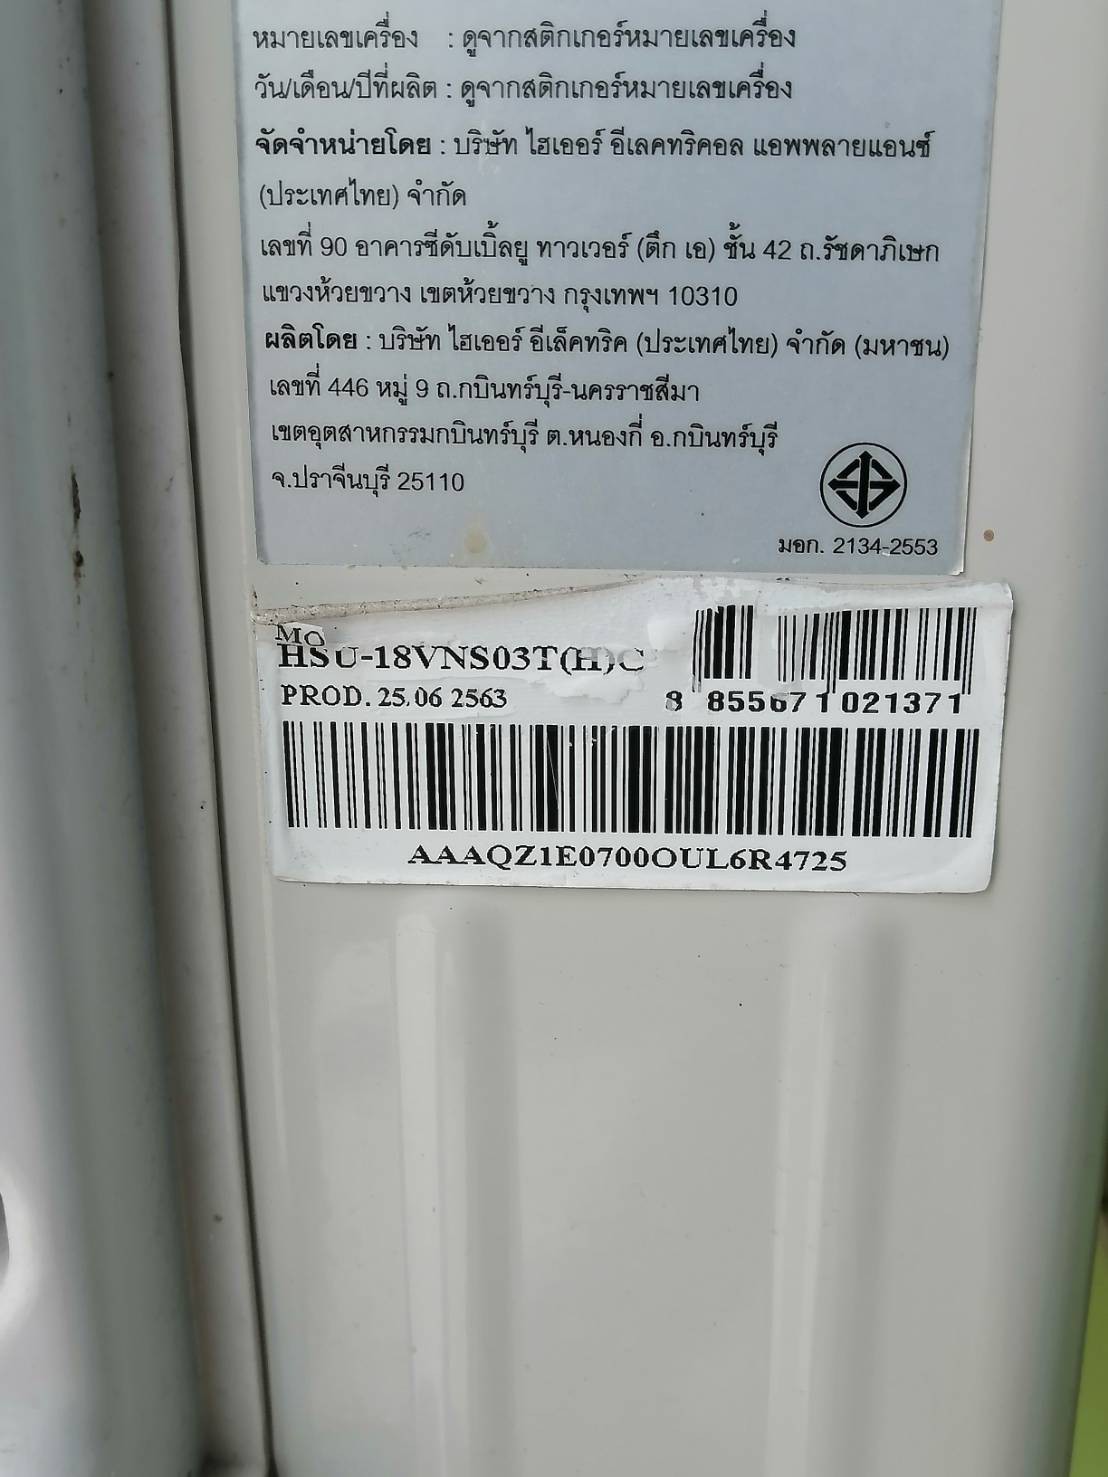 หมายเลขเครื่อง : ดูจากสติกเกอร์หมายเลขเครื่อง
วัน/เดือน/ปีที่ผลิต : ดูจากสติกเกอร์หมายเลขเครื่อง
จัดจำหน่ายโดย : บริษัท ไฮเออร์ อีเลคทริคอล แอพพลายแอนซ์
(ประเทศไทย) จำกัด
เลขที่ 90 อาคารซีดับเบิ้ลยู ทาวเวอร์ (ตึก เอ) ชั้น 42 ถ.รัชดาภิเษก
แขวงห้วยขวาง เขตห้วยขวาง กรุงเทพฯ 10310
ผลิตโดย : บริษัท ไฮเออร์ อีเล็คทริค (ประเทศไทย) จำกัด (มหาชน)
เลขที่ 446 หมู่ 9 ถ.กบินทร์บุรี-นครราชสีมา
เขตอุตสาหกรรมกบินทร์บุรี ต.หนองกี่ อ.กบินทร์บุรี
จ.ปราจีนบุรี 25110
มอก. 2134-2553
MO
HSU-18VNS03T(H)C
PROD. 25.06 2563
8 855671 021371
AAAQZ1E0700OUL6R4725